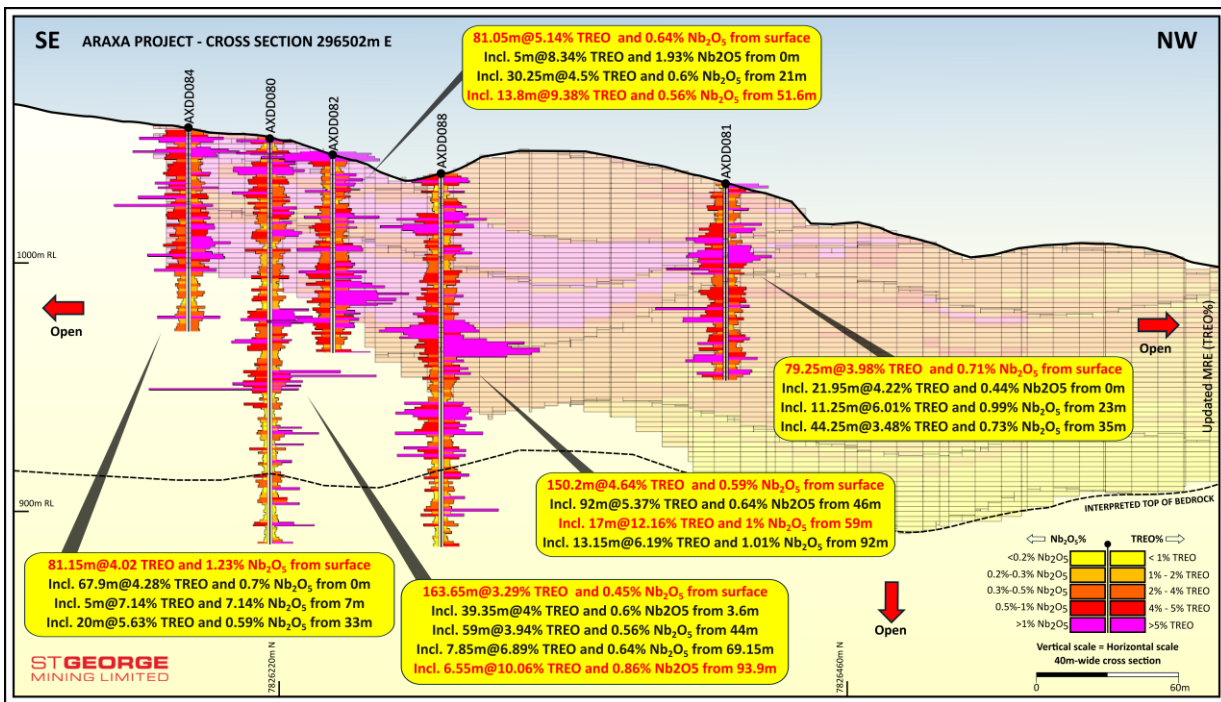 SE ARAXA PROJECT - CROSS SECTION 296502m E
NW
81.05m@5.14% TREO and 0.64% Nb₂O₅ from surface
Incl. 5m@8.34% TREO and 1.93% Nb2O5 from 0m
Incl. 30.25m@4.5% TREO and 0.6% Nb₂O₅ from 21m
Incl. 13.8m@9.38% TREO and 0.56% Nb₂O₅ from 51.6m
AXDD084
AXDD080
AXDD082
AXDD088
AXDD081
1000m RL
Open
Open
Updated MRE (TREO%)
79.25m@3.98% TREO and 0.71% Nb₂O₅ from surface
Incl. 21.95m@4.22% TREO and 0.44% Nb2O5 from 0m
Incl. 11.25m@6.01% TREO and 0.99% Nb₂O₅ from 23m
Incl. 44.25m@3.48% TREO and 0.73% Nb₂O₅ from 35m
150.2m@4.64% TREO and 0.59% Nb₂O₅ from surface
Incl. 92m@5.37% TREO and 0.64% Nb2O5 from 46m
Incl. 17m@12.16% TREO and 1% Nb₂O₅ from 59m
Incl. 13.15m@6.19% TREO and 1.01% Nb₂O₅ from 92m
900m RL
INTERPRETED TOP OF BEDROCK
81.15m@4.02 TREO and 1.23% Nb₂O₅ from surface
Incl. 67.9m@4.28% TREO and 0.7% Nb₂O₅ from 0m
Incl. 5m@7.14% TREO and 7.14% Nb₂O₅ from 7m
Incl. 20m@5.63% TREO and 0.59% Nb₂O₅ from 33m
163.65m@3.29% TREO and 0.45% Nb₂O₅ from surface
Incl. 39.35m@4% TREO and 0.6% Nb2O5 from 3.6m
Incl. 59m@3.94% TREO and 0.56% Nb₂O₅ from 44m
Incl. 7.85m@6.89% TREO and 0.64% Nb₂O₅ from 69.15m
Incl. 6.55m@10.06% TREO and 0.86% Nb2O5 from 93.9m
Open
Nb₂O₅% TREO%
<0.2% Nb₂O₅ < 1% TREO
0.2%-0.3% Nb₂O₅ 1% - 2% TREO
0.3%-0.5% Nb₂O₅ 2% - 4% TREO
0.5%-1% Nb₂O₅ 4% - 5% TREO
>1% Nb₂O₅ >5% TREO
Vertical scale = Horizontal scale
40m-wide cross section
0 60m
STGEORGE
MINING LIMITED
7826220m N
7826460m N